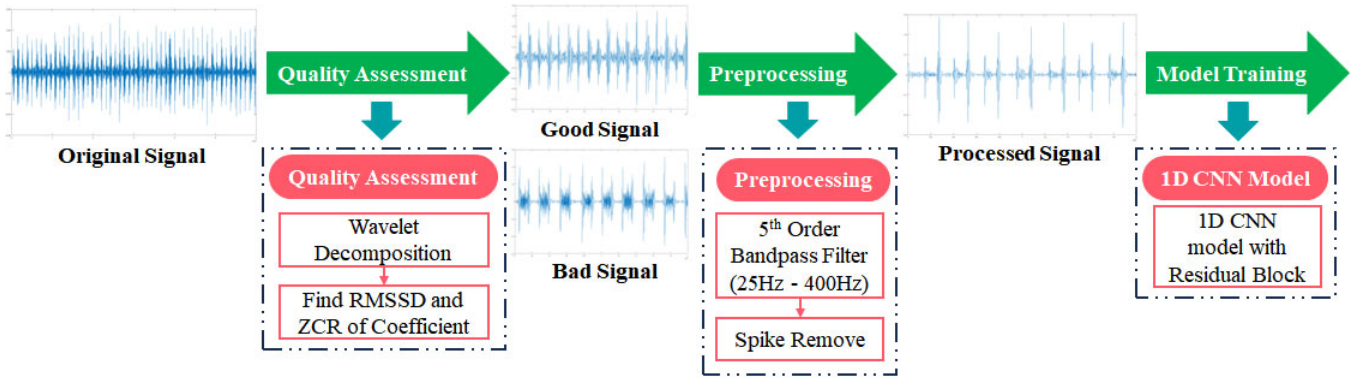 Quality Assessment
Preprocessing
Model Training
Original Signal
Good Signal
Processed Signal
Quality Assessment
Wavelet
Decomposition
Find RMSSD and
ZCR of Coefficient
Bad Signal
Preprocessing
5th Order
Bandpass Filter
(25Hz - 400Hz)
Spike Remove
1D CNN Model
1D CNN
model with
Residual Block